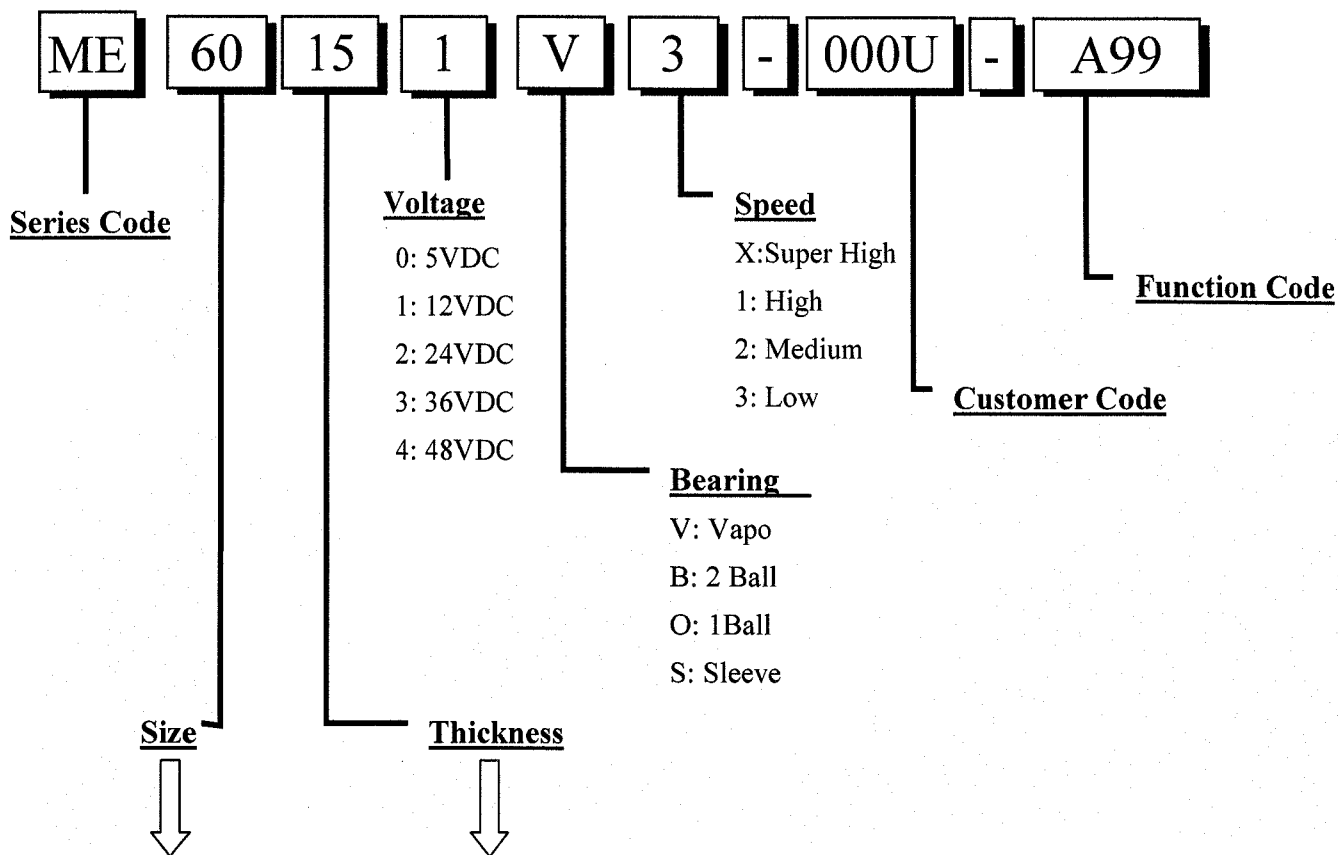 ME 60 15 1 V 3 - 000U - A99
Series Code
Voltage
0: 5VDC
1: 12VDC
2: 24VDC
3: 36VDC
4: 48VDC
Speed
X:Super High
1: High
2: Medium
3: Low
Function Code
Customer Code
Bearing
V: Vapo
B: 2 Ball
O: 1Ball
S: Sleeve
Size
Thickness